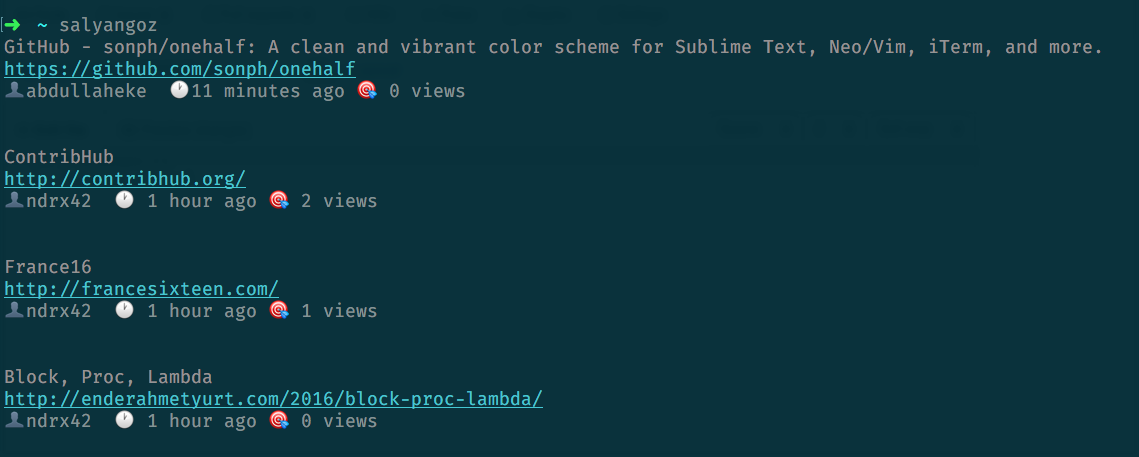 ➜ ~ salyangoz
GitHub - sonph/onehalf: A clean and vibrant color scheme for Sublime Text, Neo/Vim, iTerm, and more.
https://github.com/sonph/onehalf
👤abdullaheke 🕐11 minutes ago 🎯 0 views
ContribHub
http://contribhub.org/
👤ndrx42 🕐 1 hour ago 🎯 2 views
France16
http://francesixteen.com/
👤ndrx42 🕐 1 hour ago 🎯 1 views
Block, Proc, Lambda
http://enderahmetyurt.com/2016/block-proc-lambda/
👤ndrx42 🕐 1 hour ago 🎯 0 views